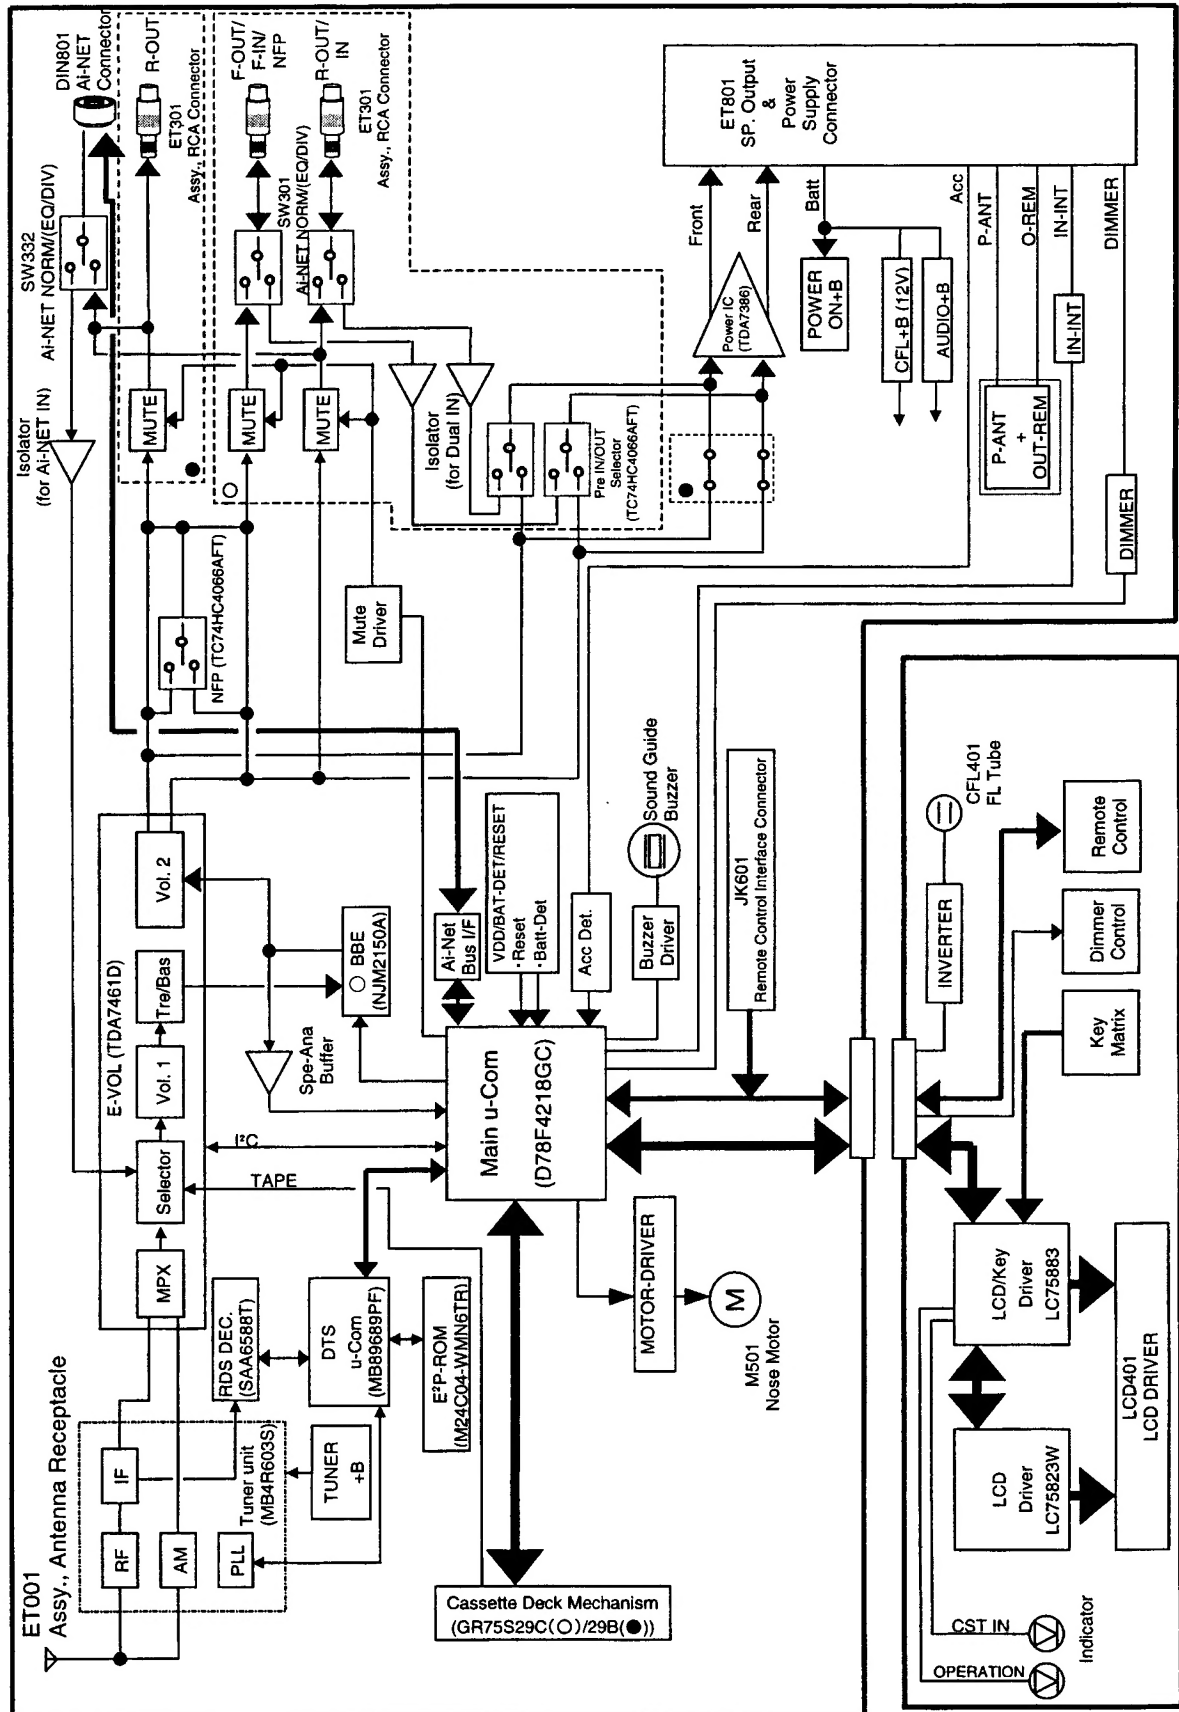 ET001
Assy., Antenna Receptacle
RF
IF
AM
PLL
Tuner unit
(MB4R603S)
TUNER
+B
RDS DEC.
(SAA6588T)
DTS
u-Com
(MB89689PF)
E²P-ROM
(M24C04-WMN6TR)
Cassette Deck Mechanism
(GR75S29C(○)/29B(●))
E-VOL (TDA7461D)
MPX
Selector
Vol. 1
Tre/Bas
Vol. 2
TAPE
I²C
Spe-Ana
Buffer
○ BBE
(NJM2150A)
Main u-Com
(D78F4218GC)
Ai-Net
Bus I/F
VDD/BAT-DET/RESET
·Reset
·Batt-Det
Acc Det.
Buzzer
Driver
Sound Guide
Buzzer
MOTOR-DRIVER
M
M501
Nose Motor
JK601
Remote Control Interface Connector
NFP (TC74HC4066AFT)
Mute
Driver
Isolator
(for Ai-NET IN)
SW332
Ai-NET NORM/(EQ/DIV)
DIN801
Ai-NET
Connector
MUTE
R-OUT
ET301
Assy., RCA Connector
MUTE
MUTE
F-OUT/
F-IN/
NFP
SW301
Ai-NET NORM/(EQ/DIV)
R-OUT/
IN
ET301
Assy., RCA Connector
Isolator
(for Dual IN)
Pre IN/OUT
Selector
(TC74HC4066AFT)
Power IC
(TDA7386)
Front
Rear
Batt
ET801
SP. Output
&
Power
Supply
Connector
POWER
ON+B
CFL+B (12V)
AUDIO+B
Acc
P-ANT
O-REM
IN-INT
DIMMER
P-ANT
+
OUT-REM
IN-INT
DIMMER
CFL401
FL Tube
INVERTER
Remote
Control
Dimmer
Control
Key
Matrix
LCD/Key
Driver
LC75883
LCD
Driver
LC75823W
LCD401
LCD DRIVER
CST IN
OPERATION
Indicator